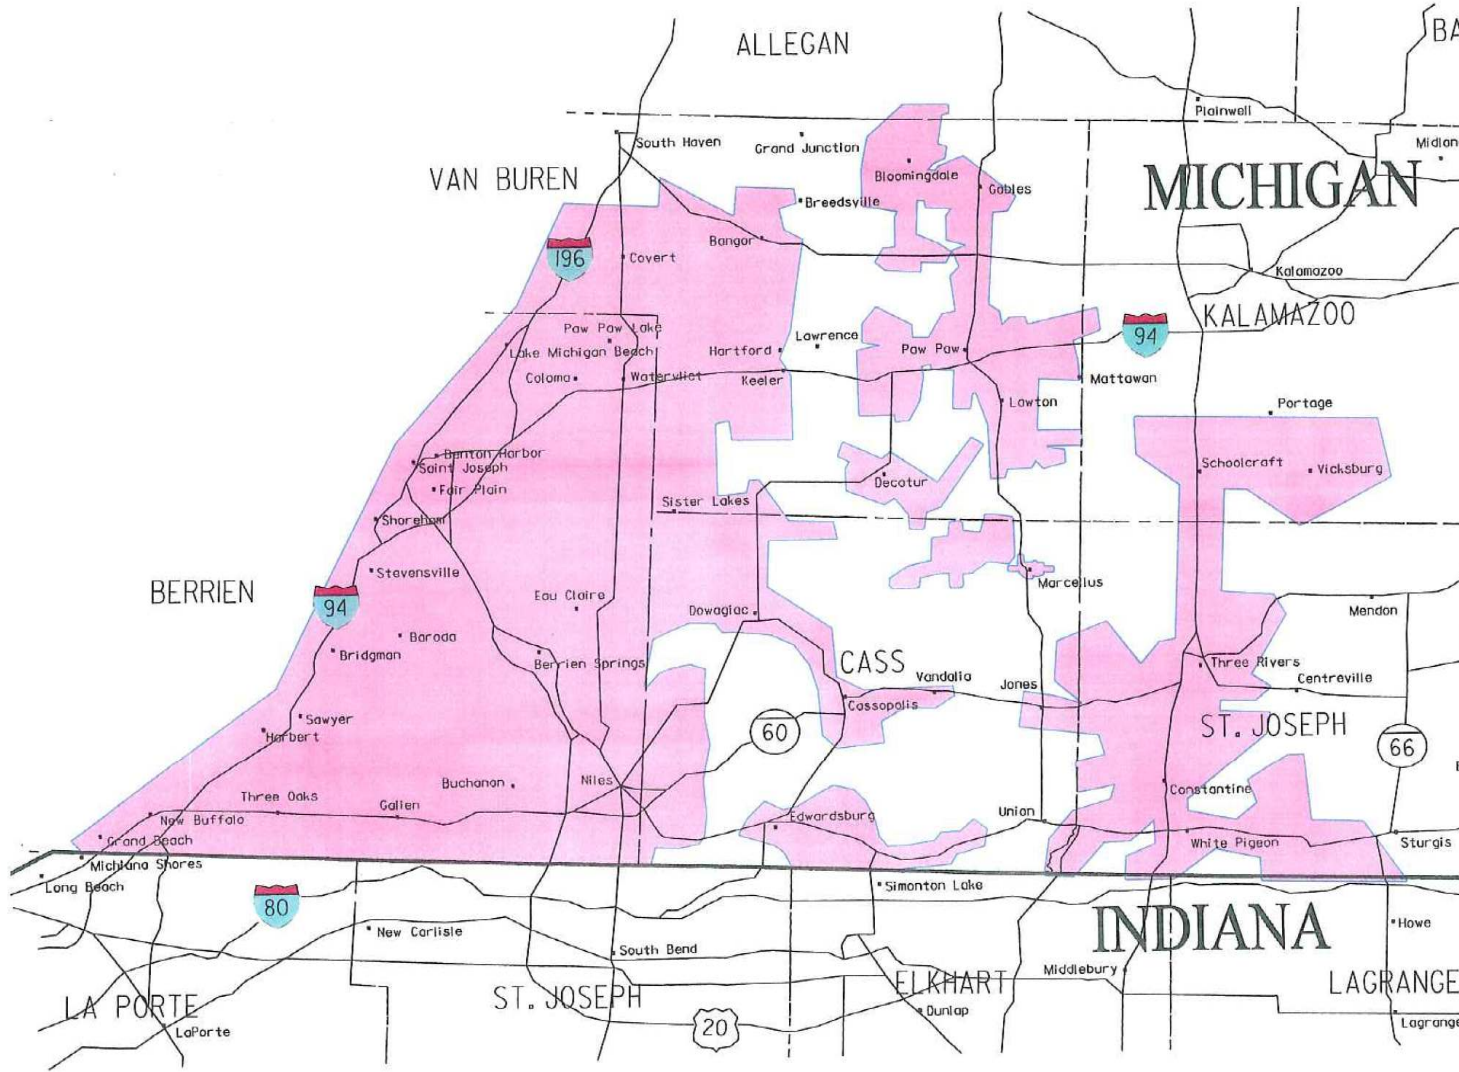 ALLEGAN
BA
Plainwell
South Haven
Grand Junction
Midlan
VAN BUREN
Bloomingdale
MICHIGAN
Gobles
Breedsville
Bangor
196
Covert
Kalamazoo
KALAMAZOO
Paw Paw Lake
Lawrence
94
Lake Michigan Beach
Hartford
Paw Paw
Coloma
Watervliet
Keeler
Mattawan
Lawton
Portage
Benton Harbor
Saint Joseph
Schoolcraft
Vicksburg
Fair Plain
Decatur
Sister Lakes
Shoreham
Stevensville
Marcellus
BERRIEN
94
Eau Claire
Dowagiac
Mendon
Baroda
Bridgman
Berrien Springs
CASS
Three Rivers
Vandalia
Jones
Centreville
Cassopolis
Sawyer
Harbert
60
ST. JOSEPH
66
Buchanan
Niles
Constantine
Three Oaks
Galien
New Buffalo
Edwardsburg
Union
Grand Beach
White Pigeon
Sturgis
Michiana Shores
Long Beach
Simonton Lake
80
INDIANA
Howe
New Carlisle
South Bend
Middlebury
LA PORTE
ST. JOSEPH
ELKHART
LAGRANGE
LaPorte
20
Dunlap
Lagrange